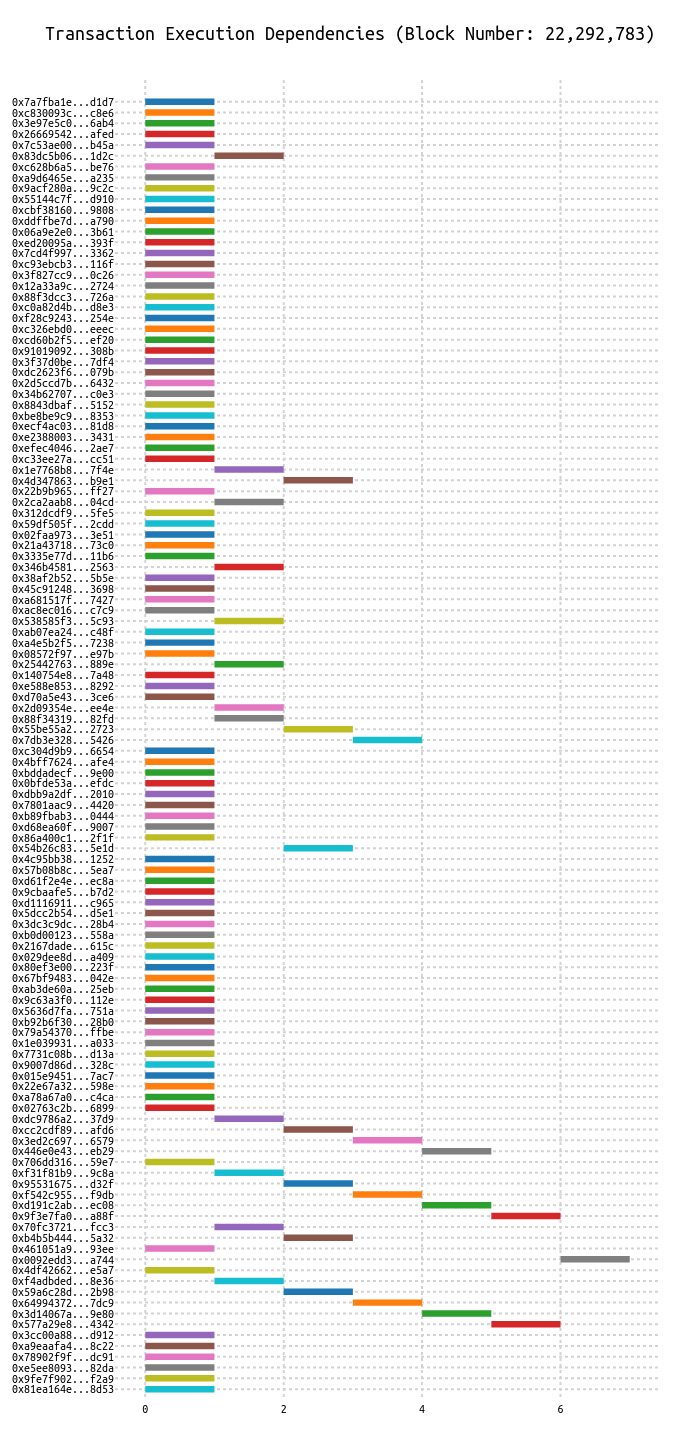 Transaction Execution Dependencies (Block Number: 22,292,783)
0x7a7fba1e...d1d7
0xc830093c...c8e6
0x3e97e5c0...6ab4
0x26669542...afed
0x7c53ae00...b45a
0x83dc5b06...1d2c
0xc628b6a5...be76
0xa9d6465e...a235
0x9acf280a...9c2c
0x55144c7f...d910
0xcbf38160...9808
0xddffbe7d...a790
0x06a9e2e0...3b61
0xed20095a...393f
0x7cd4f997...3362
0xc93ebcb3...116f
0x3f827cc9...0c26
0x12a33a9c...2724
0x88f3dcc3...726a
0xc0a82d4b...d8e3
0xf28c9243...254e
0xc326ebd0...eeec
0xcd60b2f5...ef20
0x91019092...308b
0x3f37d0be...7df4
0xdc2623f6...079b
0x2d5ccd7b...6432
0x34b62707...c0e3
0x8843dbaf...5152
0xbe8be9c9...8353
0xecf4ac03...81d8
0xe2388003...3431
0xefec4046...2ae7
0xc33ee27a...cc51
0x1e7768b8...7f4e
0x4d347863...b9e1
0x22b9b965...ff27
0x2ca2aab8...04cd
0x312dcdf9...5fe5
0x59df505f...2cdd
0x02faa973...3e51
0x21a43718...73c0
0x3335e77d...11b6
0x346b4581...2563
0x38af2b52...5b5e
0x45c91248...3698
0xa681517f...7427
0xac8ec016...c7c9
0x538585f3...5c93
0xab07ea24...c48f
0xa4e5b2f5...7238
0x08572f97...e97b
0x25442763...889e
0x140754e8...7a48
0xe588e853...8292
0xd70a5e43...3ce6
0x2d09354e...ee4e
0x88f34319...82fd
0x55be55a2...2723
0x7db3e328...5426
0xc304d9b9...6654
0x4bff7624...afe4
0xbddadecf...9e00
0x0bfde53a...efdc
0xdbb9a2df...2010
0x7801aac9...4420
0xb89fbab3...0444
0xd68ea60f...9007
0x86a400c1...2f1f
0x54b26c83...5e1d
0x4c95bb38...1252
0x57b08b8c...5ea7
0xd61f2e4e...ec8a
0x9cbaafe5...b7d2
0xd1116911...c965
0x5dcc2b54...d5e1
0x3dc3c9dc...28b4
0xb0d00123...558a
0x2167dade...615c
0x029dee8d...a409
0x80ef3e00...223f
0x67bf9483...042e
0xab3de60a...25eb
0x9c63a3f0...112e
0x5636d7fa...751a
0xb92b6f30...28b0
0x79a54370...ffbe
0x1e039931...a033
0x7731c08b...d13a
0x9007d86d...328c
0x015e9451...7ac7
0x22e67a32...598e
0xa78a67a0...c4ca
0x02763c2b...6899
0xdc9786a2...37d9
0xcc2cdf89...afd6
0x3ed2c697...6579
0x446e0e43...eb29
0x706dd316...59e7
0xf31f81b9...9c8a
0x95531675...d32f
0xf542c955...f9db
0xd191c2ab...ec08
0x9f3e7fa0...a88f
0x70fc3721...fcc3
0xb4b5b444...5a32
0x461051a9...93ee
0x0092edd3...a744
0x4df42662...e5a7
0xf4adbded...8e36
0x59a6c28d...2b98
0x64994372...7dc9
0x3d14067a...9e80
0x577a29e8...4342
0x3cc00a88...d912
0xa9eaafa4...8c22
0x78902f9f...dc91
0xe5ee8093...82da
0x9fe7f902...f2a9
0x81ea164e...8d53
0 2 4 6